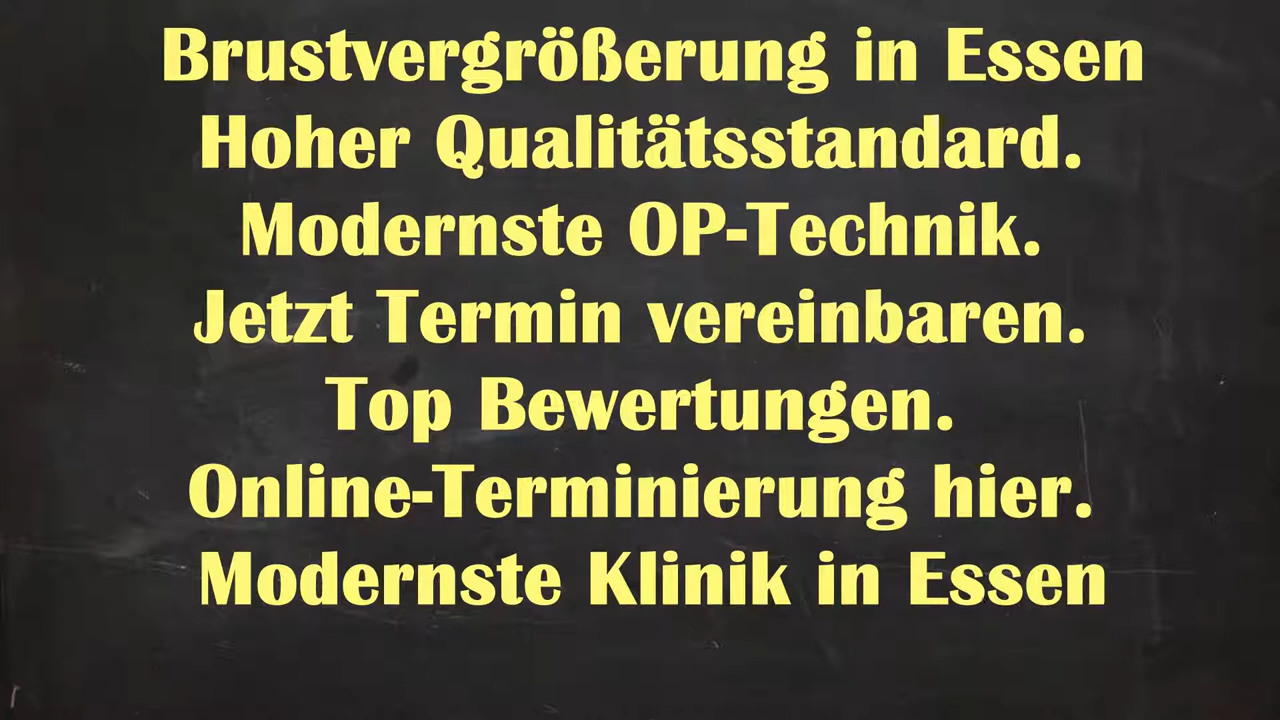 Brustvergrößerung in Essen
Hoher Qualitätsstandard.
Modernste OP-Technik.
Jetzt Termin vereinbaren.
Top Bewertungen.
Online-Terminierung hier.
Modernste Klinik in Essen